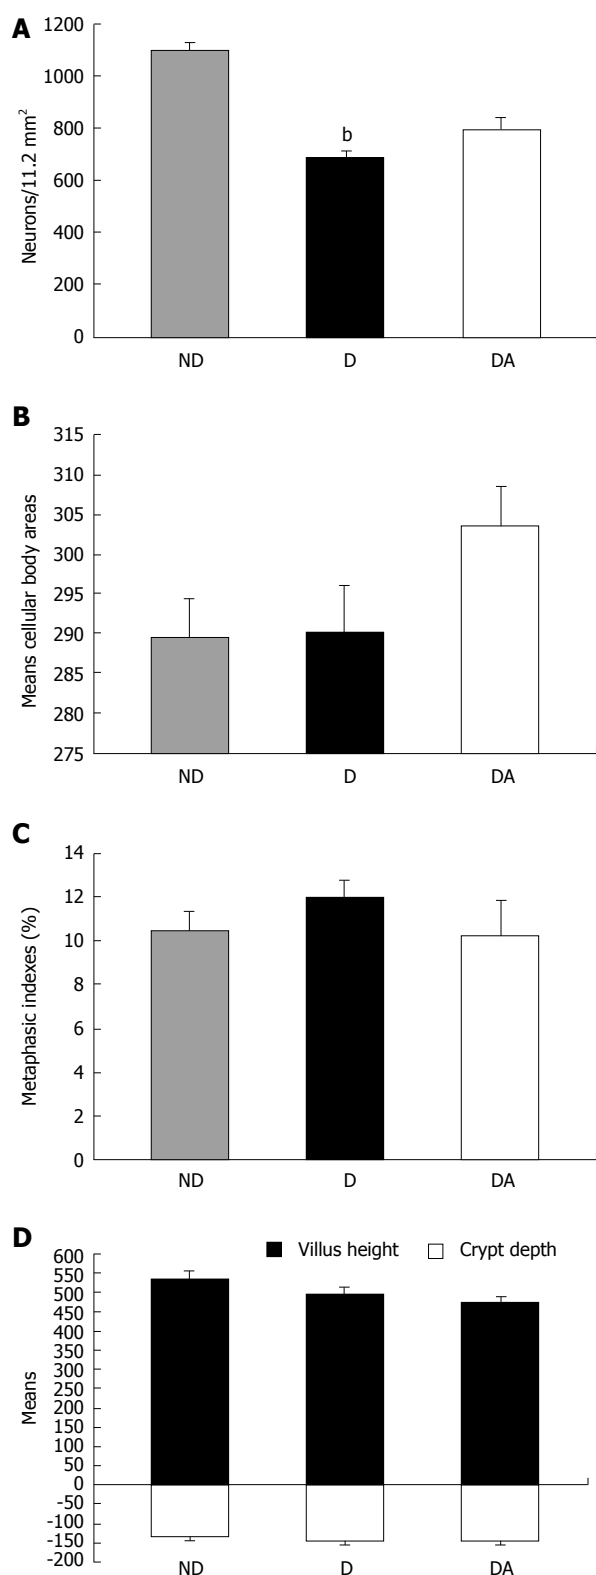 A
1200
1000
800
600
400
200
0
Neurons/11.2 mm²
b
ND D DA
B
315
310
305
300
295
290
285
280
275
Means cellular body areas
ND D DA
C
14
12
10
8
6
4
2
0
Metaphasic indexes (%)
ND D DA
D
Villus height Crypt depth
600
550
500
450
400
350
300
250
200
150
100
50
0
-50
-100
-150
-200
Means
ND D DA